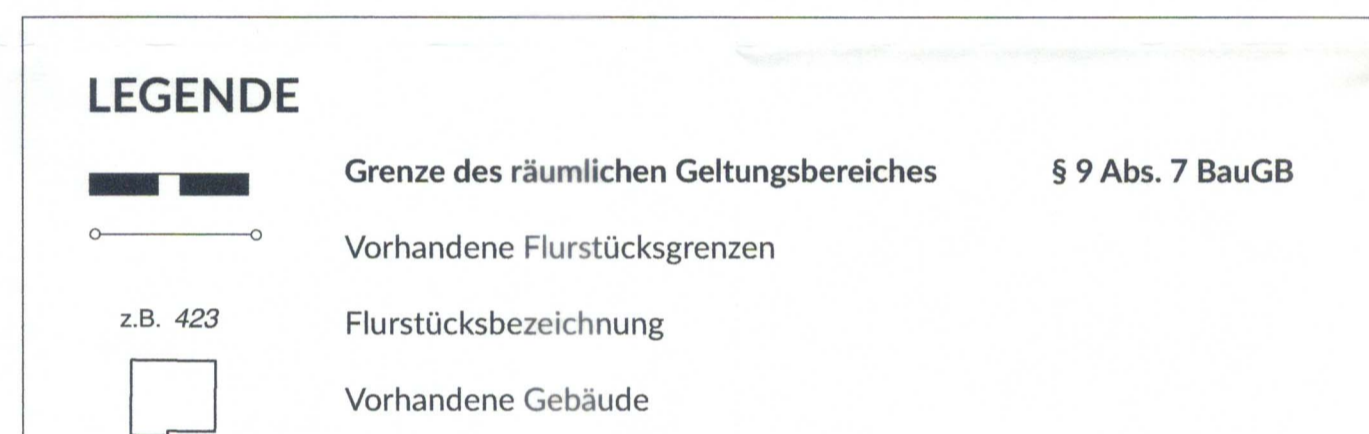 LEGENDE
Grenze des räumlichen Geltungsbereiches § 9 Abs. 7 BauGB
Vorhandene Flurstücksgrenzen
z.B. 423 Flurstücksbezeichnung
Vorhandene Gebäude